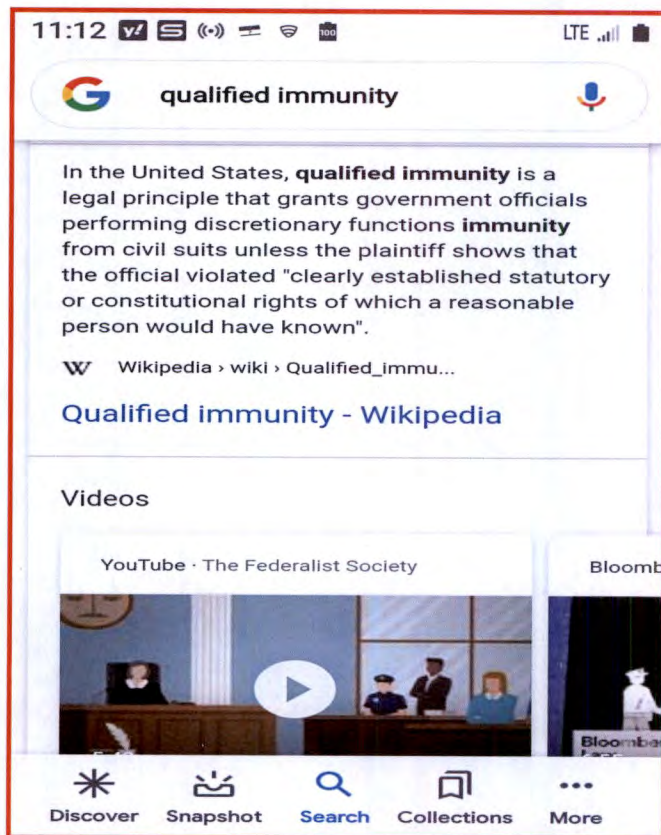 11:12 y! S 100 LTE
G qualified immunity
In the United States, qualified immunity is a
legal principle that grants government officials
performing discretionary functions immunity
from civil suits unless the plaintiff shows that
the official violated "clearly established statutory
or constitutional rights of which a reasonable
person would have known".
W Wikipedia › wiki › Qualified_immu...
Qualified immunity - Wikipedia
Videos
YouTube · The Federalist Society
Bloomb
Bloomber
Discover Snapshot Search Collections More